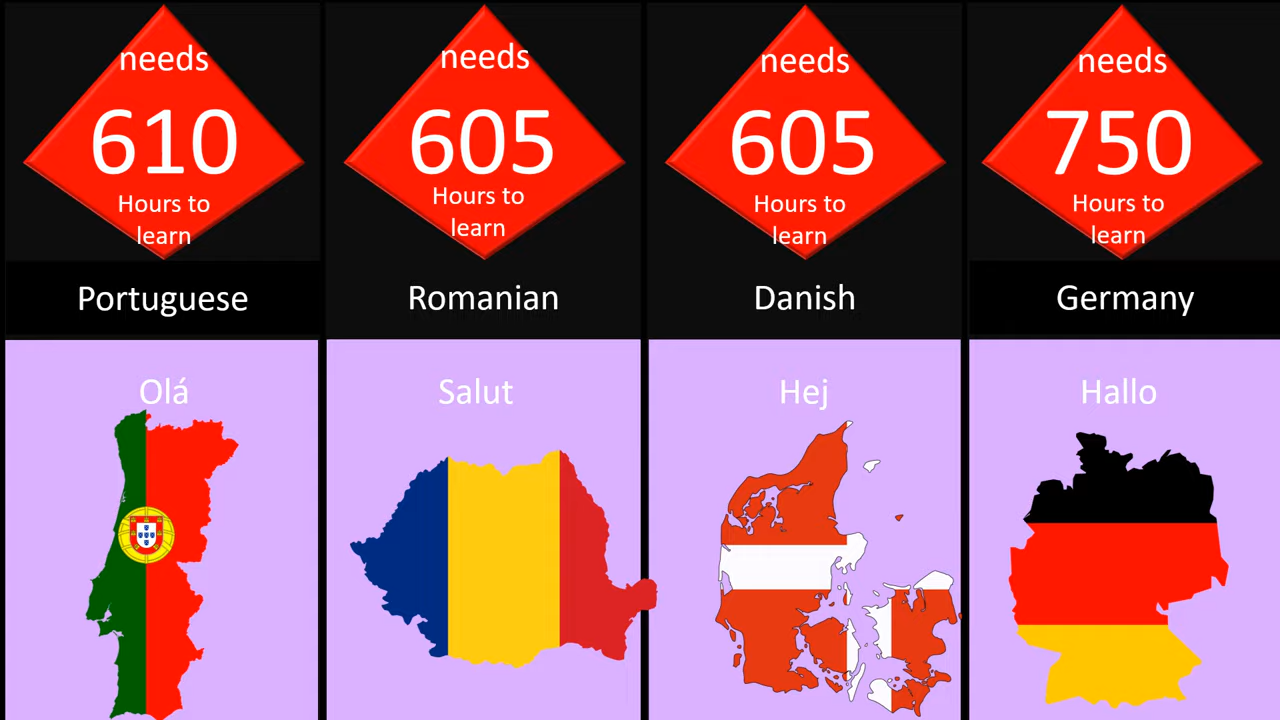 needs
610
Hours to
learn
Portuguese
Olá
needs
605
Hours to
learn
Romanian
Salut
needs
605
Hours to
learn
Danish
Hej
needs
750
Hours to
learn
Germany
Hallo